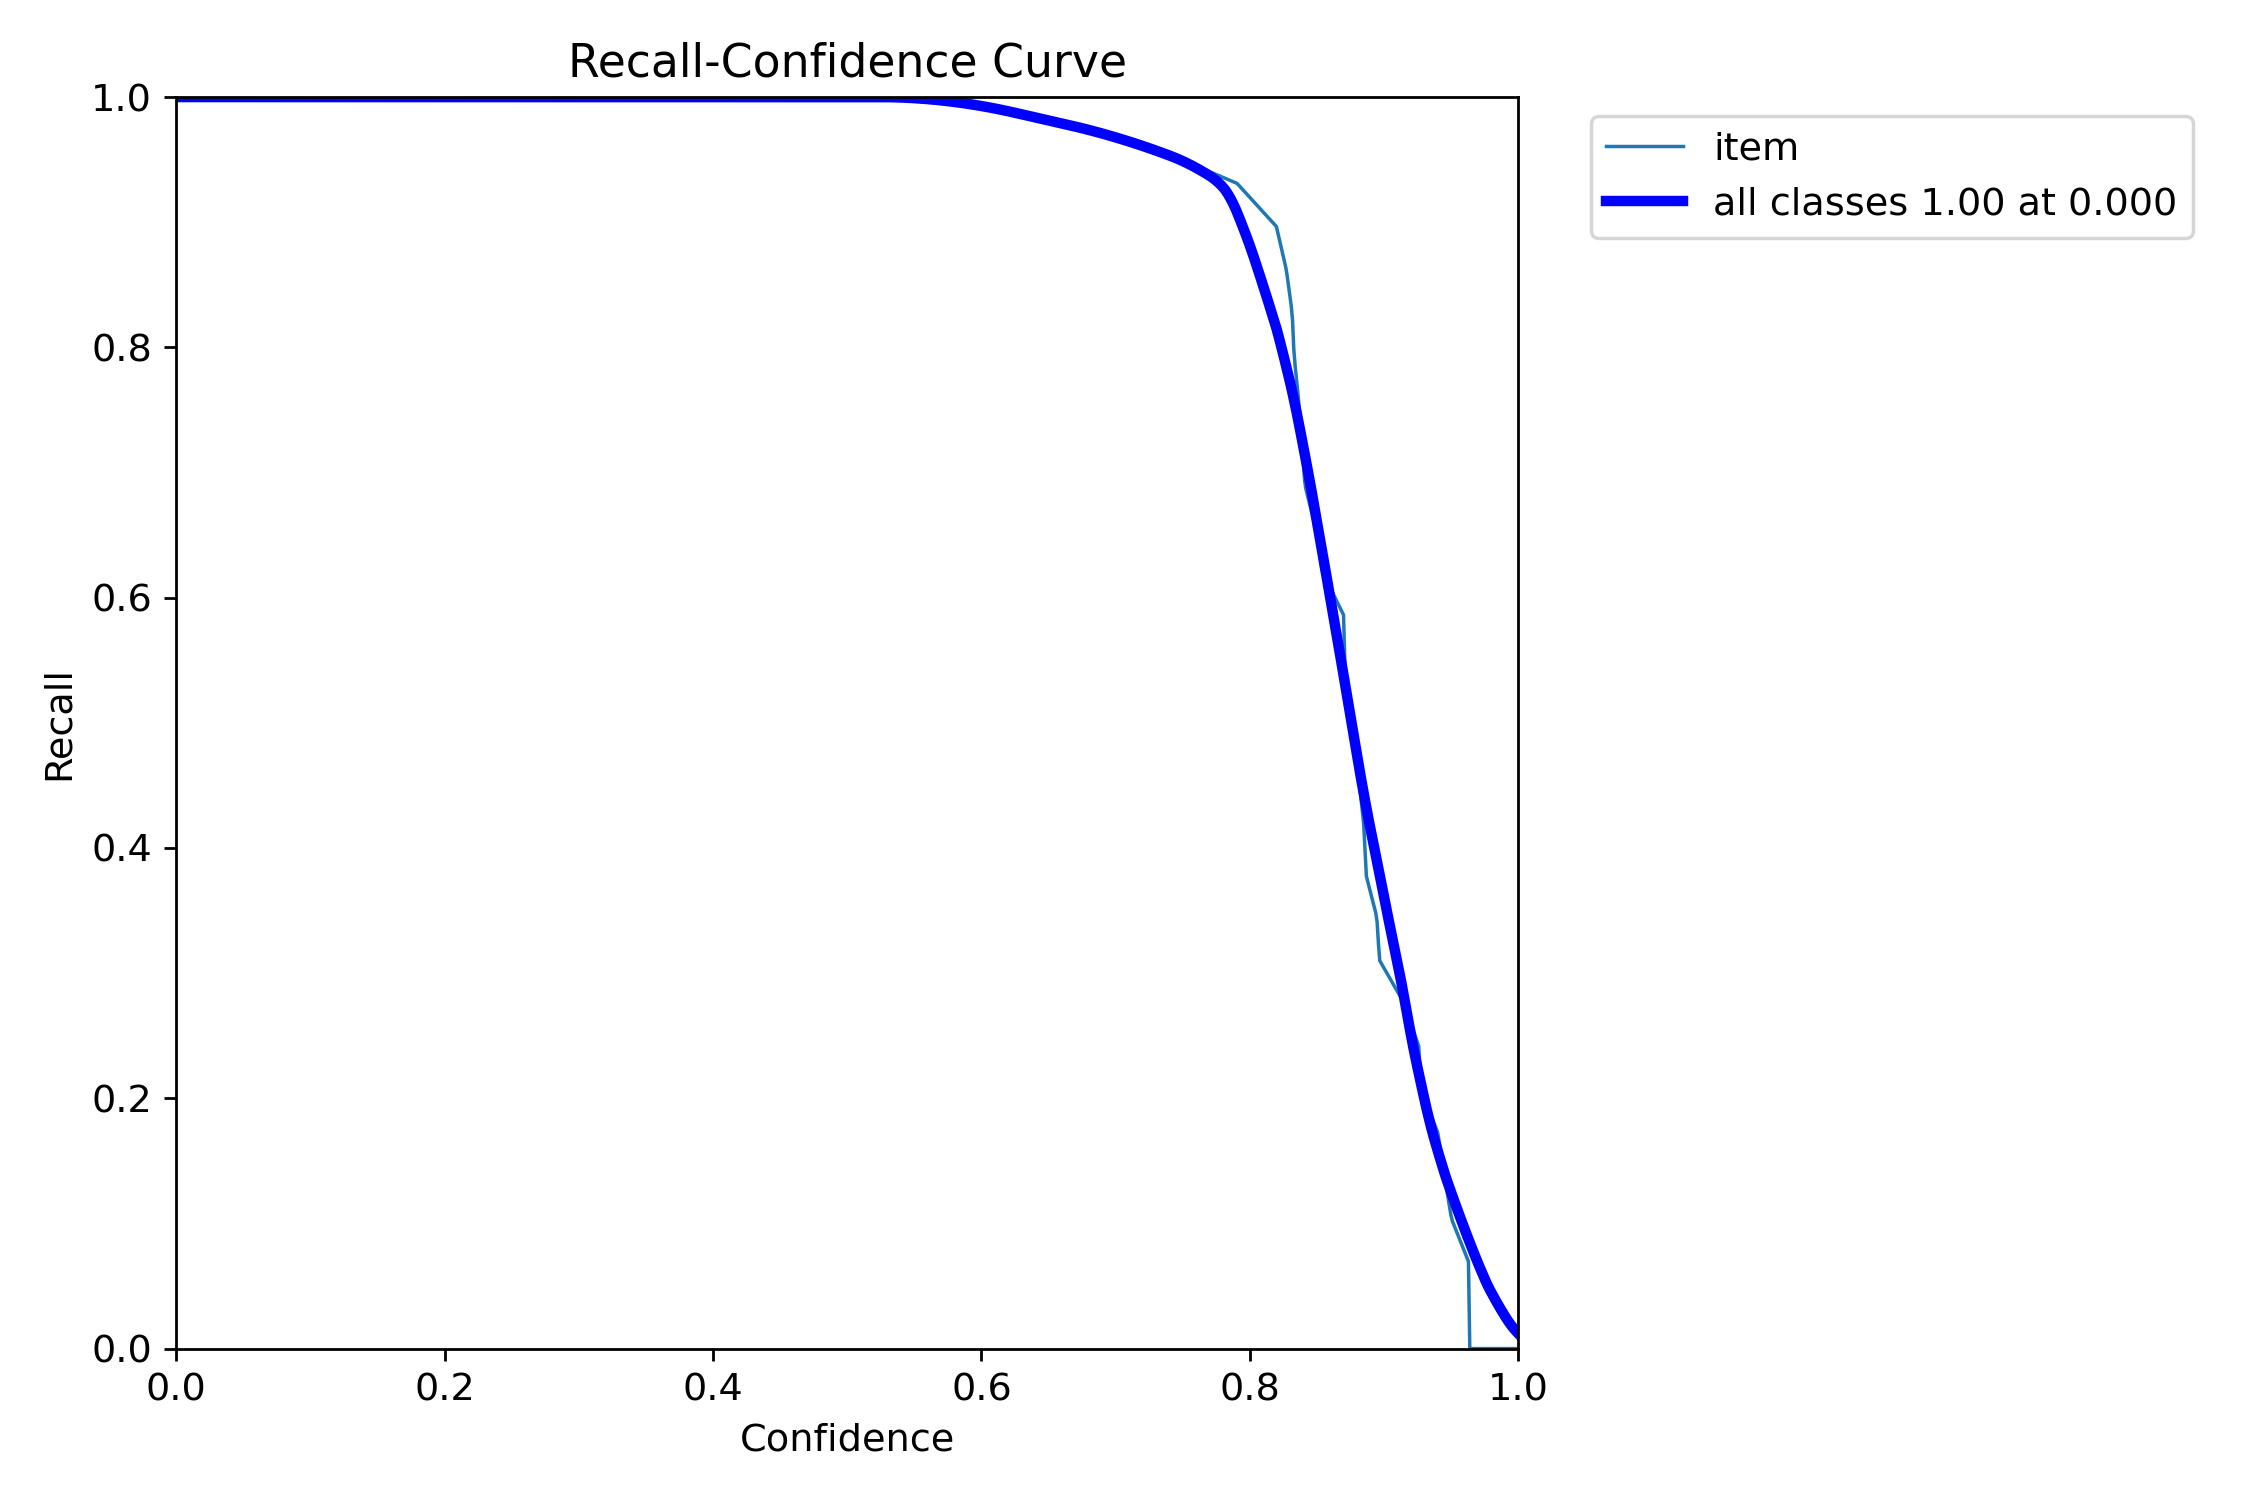 Recall-Confidence Curve
item
all classes 1.00 at 0.000
1.0
0.8
0.6
0.4
0.2
0.0
Recall
0.0 0.2 0.4 0.6 0.8 1.0
Confidence